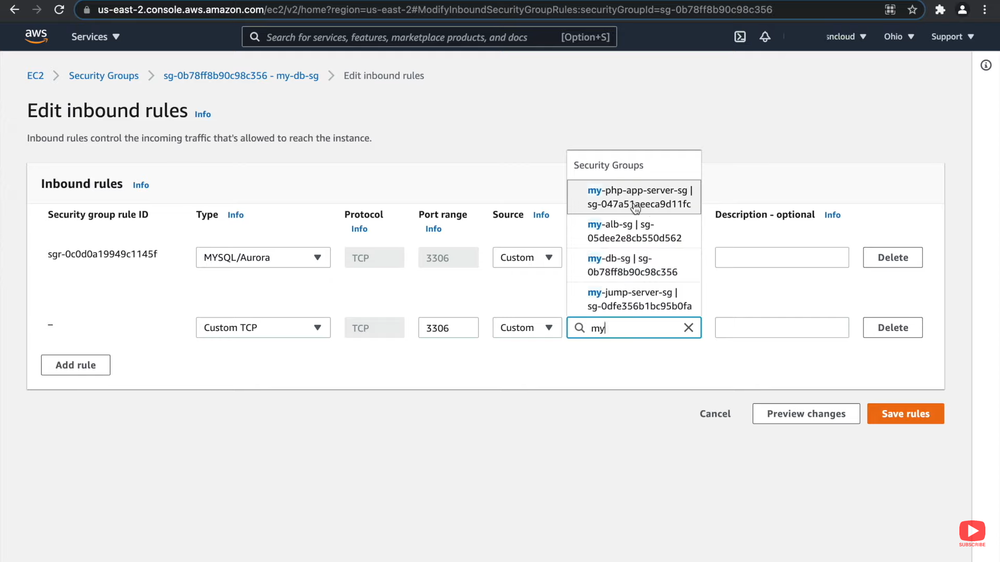 us-east-2.console.aws.amazon.com/ec2/v2/home?region=us-east-2#ModifyInboundSecurityGroupRules:securityGroupId=sg-0b78ff8b90c98c356
aws
Services
Search for services, features, marketplace products, and docs
[Option+S]
sncloud
Ohio
Support
EC2
Security Groups
sg-0b78ff8b90c98c356 - my-db-sg
Edit inbound rules
Edit inbound rules
Info
Inbound rules control the incoming traffic that's allowed to reach the instance.
Inbound rules
Info
Security group rule ID
Type
Info
Protocol
Info
Port range
Info
Source
Info
Description - optional
Info
sgr-0c0d0a19949c1145f
MYSQL/Aurora
TCP
3306
Custom
Delete
Security Groups
my-php-app-server-sg |
sg-047a51aeeca9d11fc
my-alb-sg | sg-
05dee2e8cb550d562
my-db-sg | sg-
0b78ff8b90c98c356
my-jump-server-sg |
sg-0dfe356b1bc95b0fa
–
Custom TCP
TCP
3306
Custom
my
Delete
Add rule
Cancel
Preview changes
Save rules
SUBSCRIBE